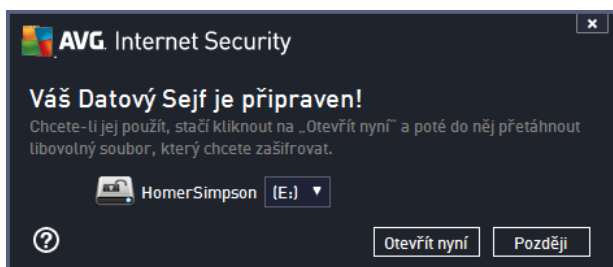 AVG. Internet Security
Váš Datový Sejf je připraven!
Chcete-li jej použít, stačí kliknout na „Otevřít nyní“ a poté do něj přetáhnout
libovolný soubor, který chcete zašifrovat.
HomerSimpson (E:)
Otevřít nyní Později